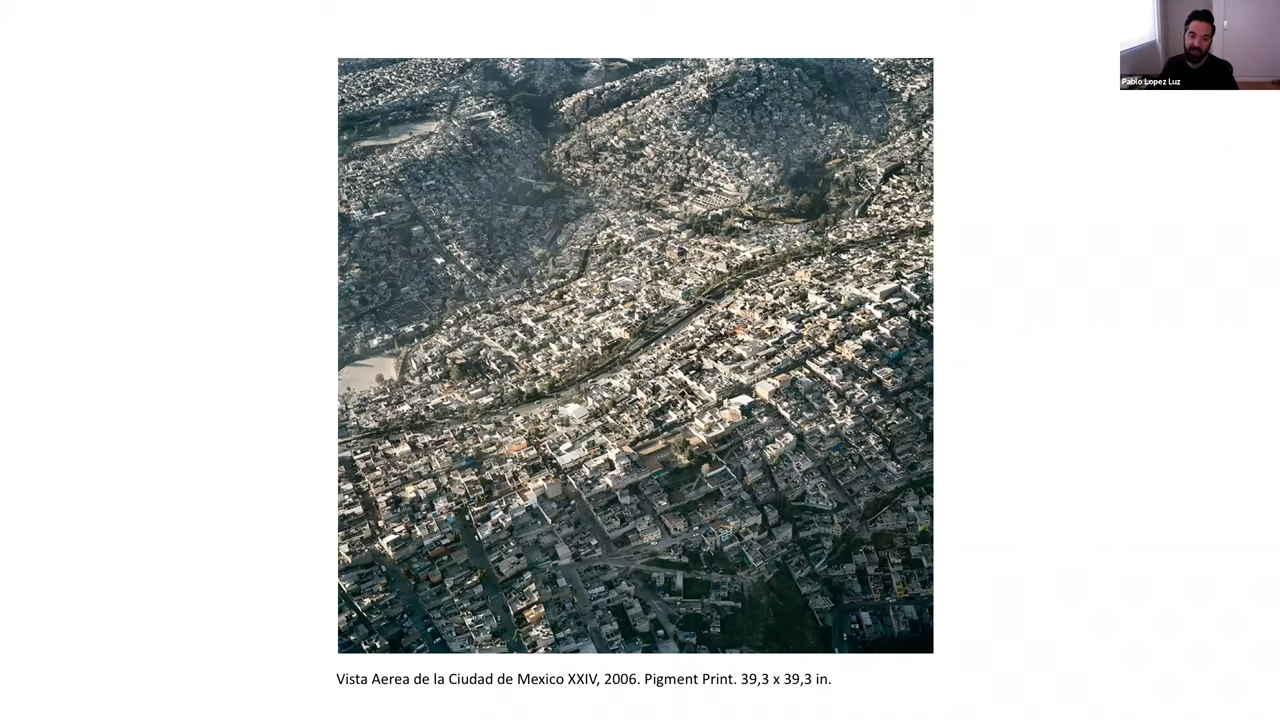 Pablo Lopez Luz
Vista Aerea de la Ciudad de Mexico XXIV, 2006. Pigment Print. 39,3 x 39,3 in.